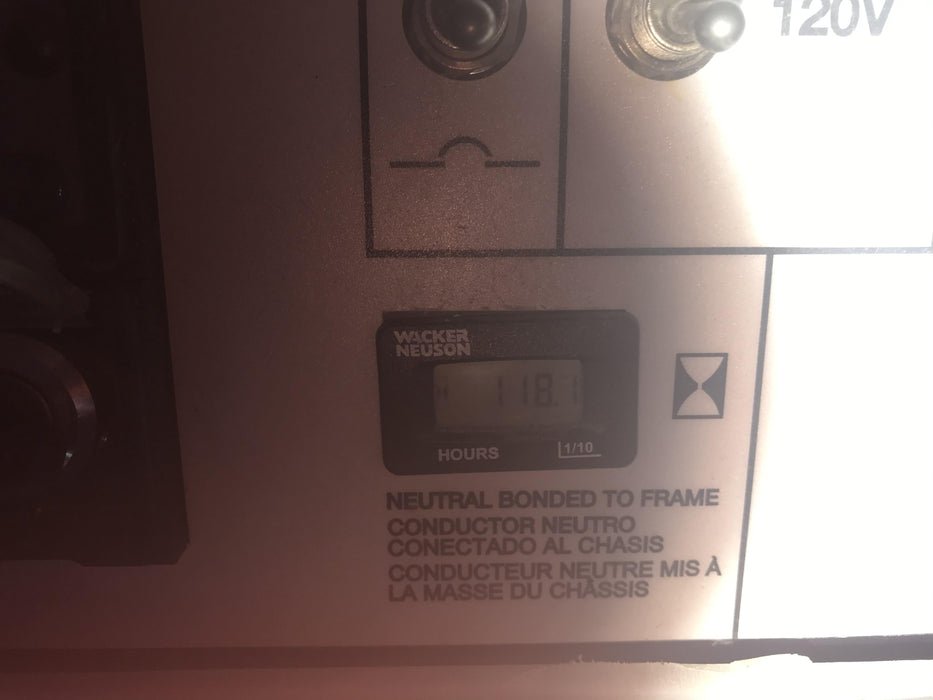 120V
WACKER
NEUSON
118.1
HOURS 1/10
NEUTRAL BONDED TO FRAME
CONDUCTOR NEUTRO
CONECTADO AL CHASIS
CONDUCTEUR NEUTRE MIS À
LA MASSE DU CHÂSSIS